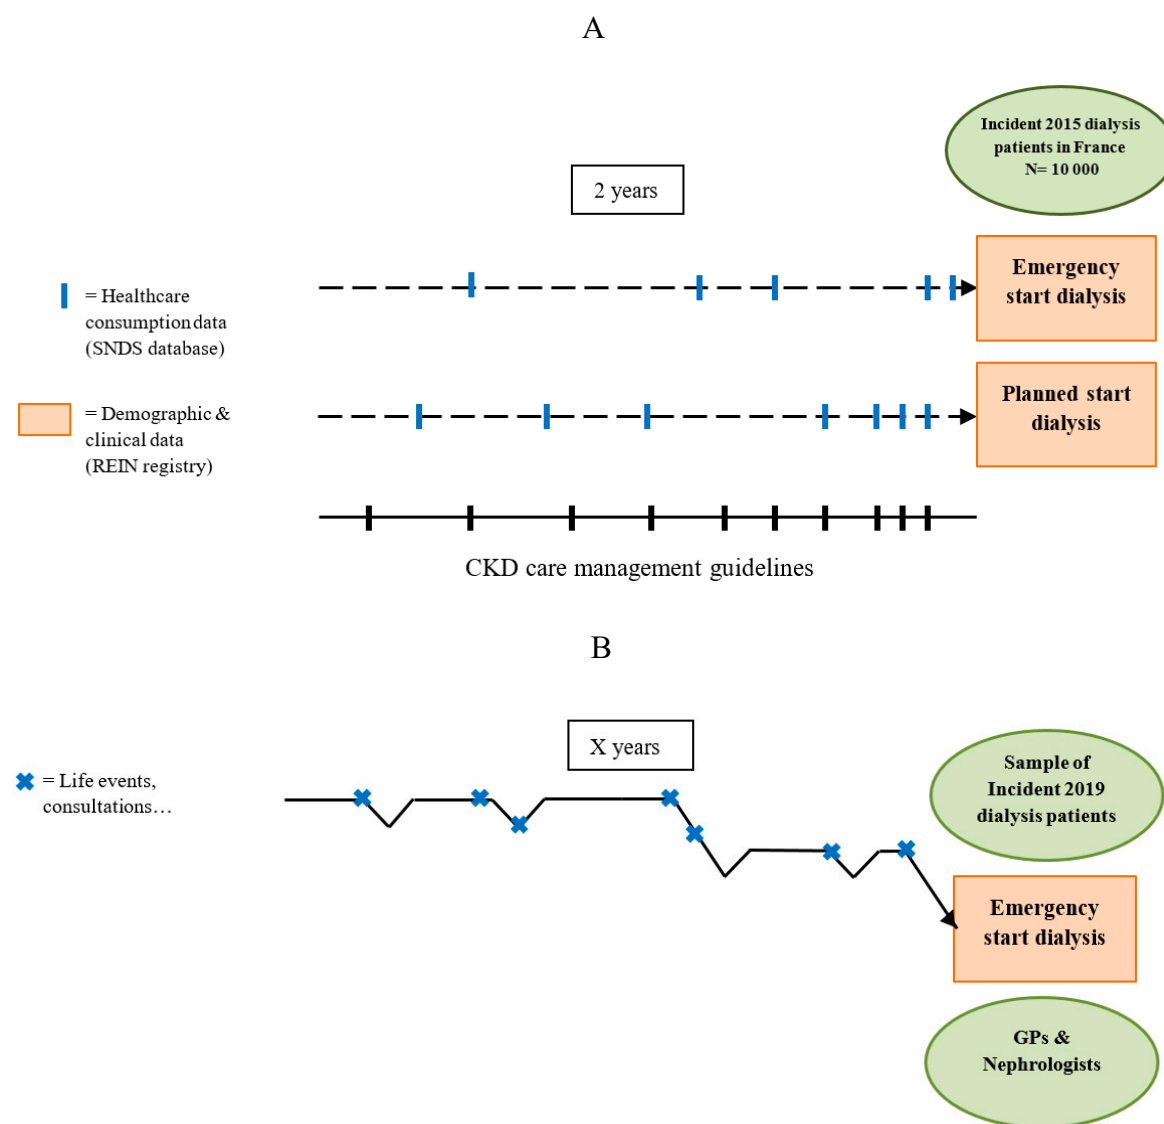 A
Incident 2015 dialysis
patients in France
N= 10 000
2 years
Emergency
start dialysis
= Healthcare
consumption data
(SNDS database)
Planned start
dialysis
= Demographic &
clinical data
(REIN registry)
CKD care management guidelines
B
X years
Sample of
Incident 2019
dialysis patients
= Life events,
consultations…
Emergency
start dialysis
GPs &
Nephrologists